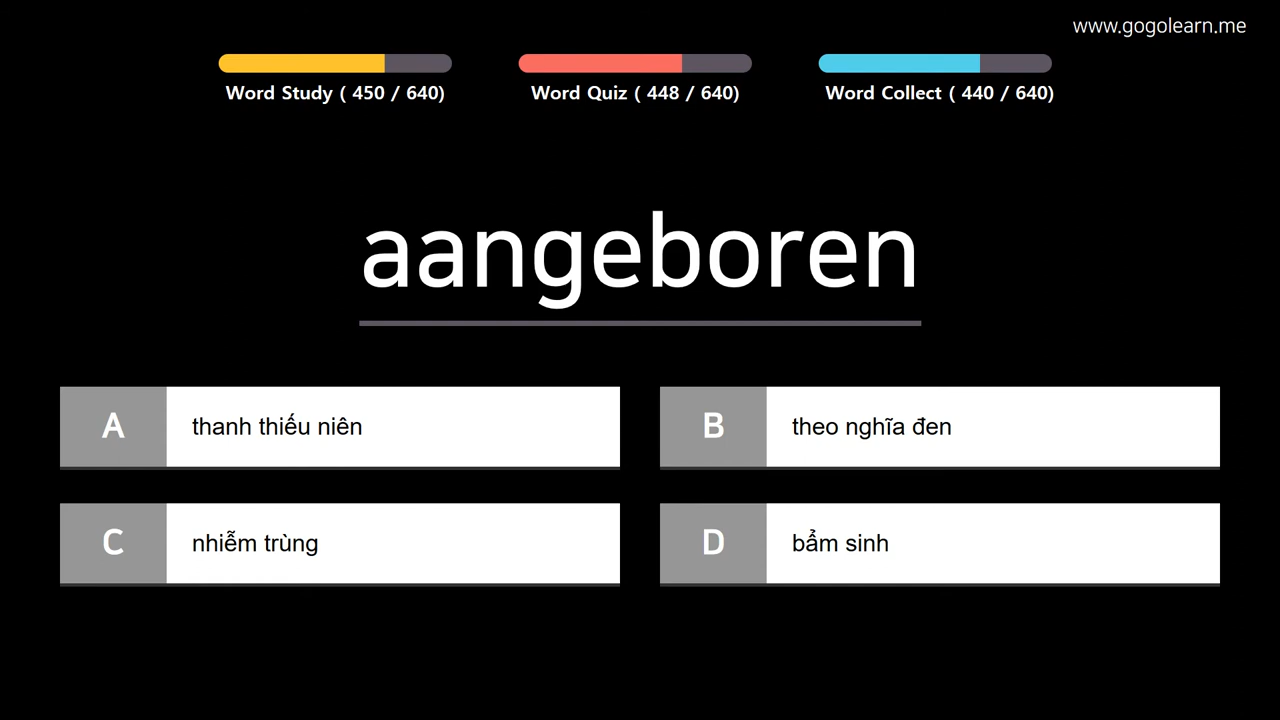 www.gogolearn.me
Word Study ( 450 / 640)
Word Quiz ( 448 / 640)
Word Collect ( 440 / 640)
aangeboren
A
thanh thiếu niên
B
theo nghĩa đen
C
nhiễm trùng
D
bẩm sinh